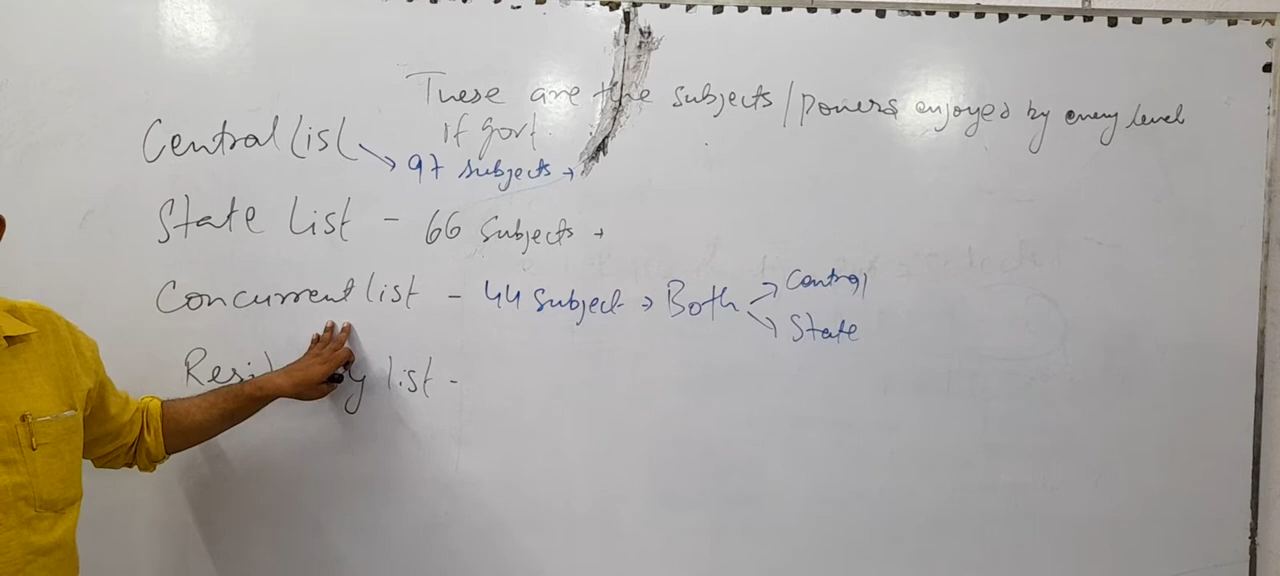 These are the subjects/powers enjoyed by every level
Central list → 97 subjects →
if govt.
State list - 66 subjects →
Concurrent list - 44 subject → Both → Central
→ State
list -